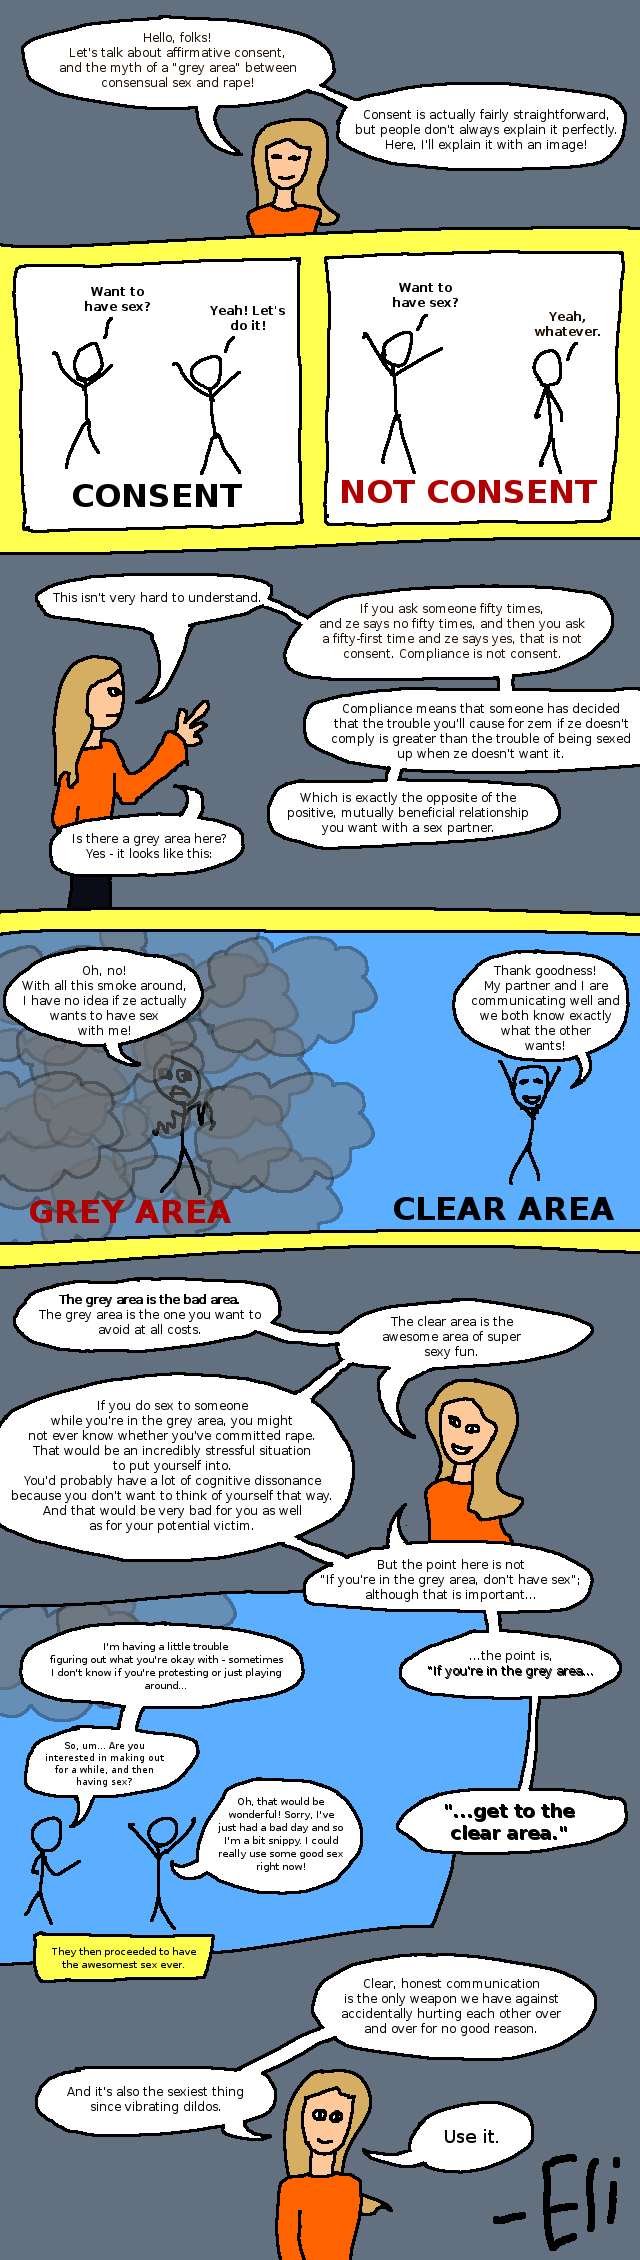 Hello, folks!
Let's talk about affirmative consent,
and the myth of a "grey area" between
consensual sex and rape!
Consent is actually fairly straightforward,
but people don't always explain it perfectly.
Here, I'll explain it with an image!
Want to
have sex?
Yeah! Let's
do it!
CONSENT
Want to
have sex?
Yeah,
whatever.
NOT CONSENT
This isn't very hard to understand.
If you ask someone fifty times,
and ze says no fifty times, and then you ask
a fifty-first time and ze says yes, that is not
consent. Compliance is not consent.
Compliance means that someone has decided
that the trouble you'll cause for zem if ze doesn't
comply is greater than the trouble of being sexed
up when ze doesn't want it.
Which is exactly the opposite of the
positive, mutually beneficial relationship
you want with a sex partner.
Is there a grey area here?
Yes - it looks like this:
Oh, no!
With all this smoke around,
I have no idea if ze actually
wants to have sex
with me!
GREY AREA
Thank goodness!
My partner and I are
communicating well and
we both know exactly
what the other
wants!
CLEAR AREA
The grey area is the bad area.
The grey area is the one you want to
avoid at all costs.
The clear area is the
awesome area of super
sexy fun.
If you do sex to someone
while you're in the grey area, you might
not ever know whether you've committed rape.
That would be an incredibly stressful situation
to put yourself into.
You'd probably have a lot of cognitive dissonance
because you don't want to think of yourself that way.
And that would be very bad for you as well
as for your potential victim.
But the point here is not
"If you're in the grey area, don't have sex";
although that is important...
...the point is,
"If you're in the grey area...
"...get to the
clear area."
I'm having a little trouble
figuring out what you're okay with - sometimes
I don't know if you're protesting or just playing
around...
So, um... Are you
interested in making out
for a while, and then
having sex?
Oh, that would be
wonderful! Sorry, I've
just had a bad day and so
I'm a bit snippy. I could
really use some good sex
right now!
They then proceeded to have
the awesomest sex ever.
Clear, honest communication
is the only weapon we have against
accidentally hurting each other over
and over for no good reason.
And it's also the sexiest thing
since vibrating dildos.
Use it.
-Eli